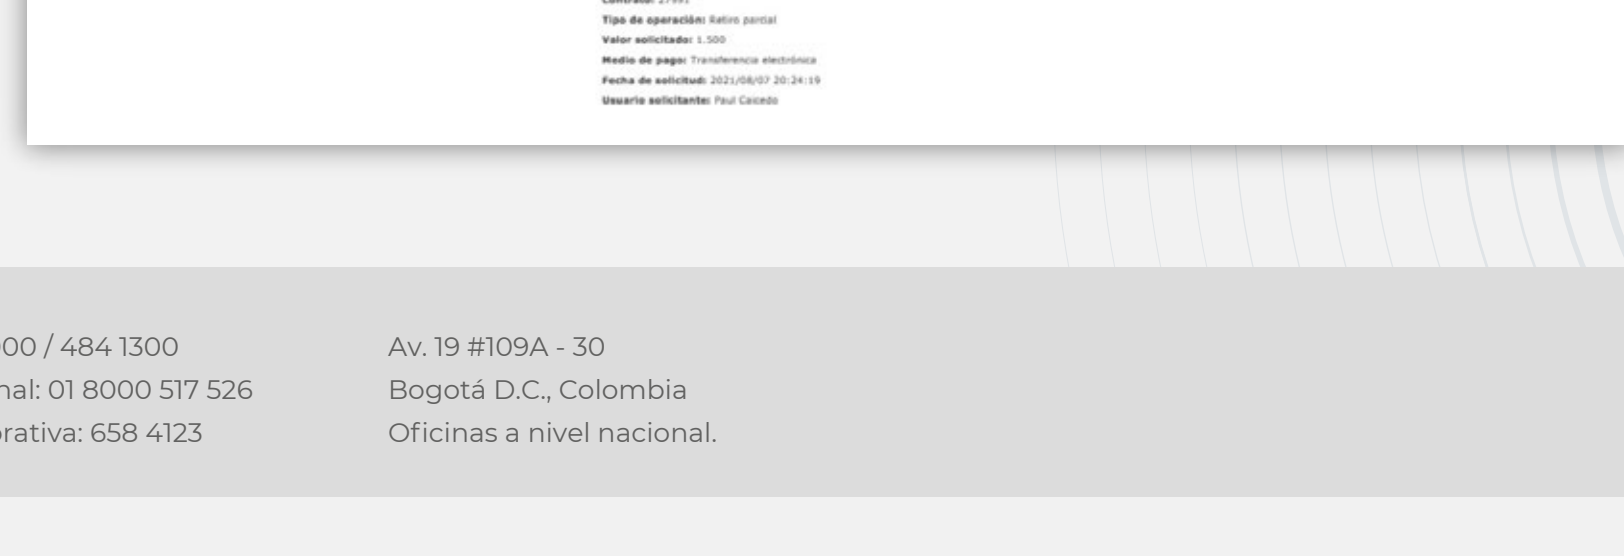 Tipo de operación: Retiro parcial
Valor solicitado: 1.500
Medio de pago: Transferencia electrónica
Fecha de solicitud: 2021/08/07 20:24:19
Usuario solicitante: Paul Caicedo
00 / 484 1300
nal: 01 8000 517 526
rativa: 658 4123
Av. 19 #109A - 30
Bogotá D.C., Colombia
Oficinas a nivel nacional.